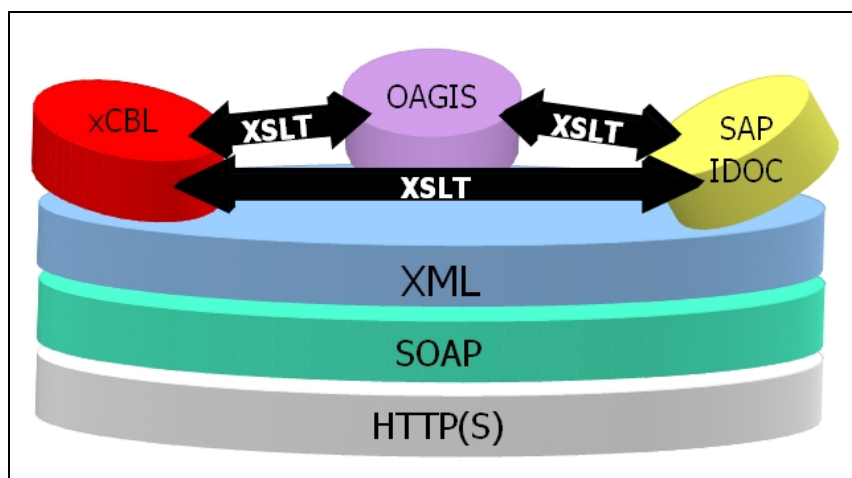 xCBL
OAGIS
SAP
IDOC
XSLT
XSLT
XSLT
XML
SOAP
HTTP(S)